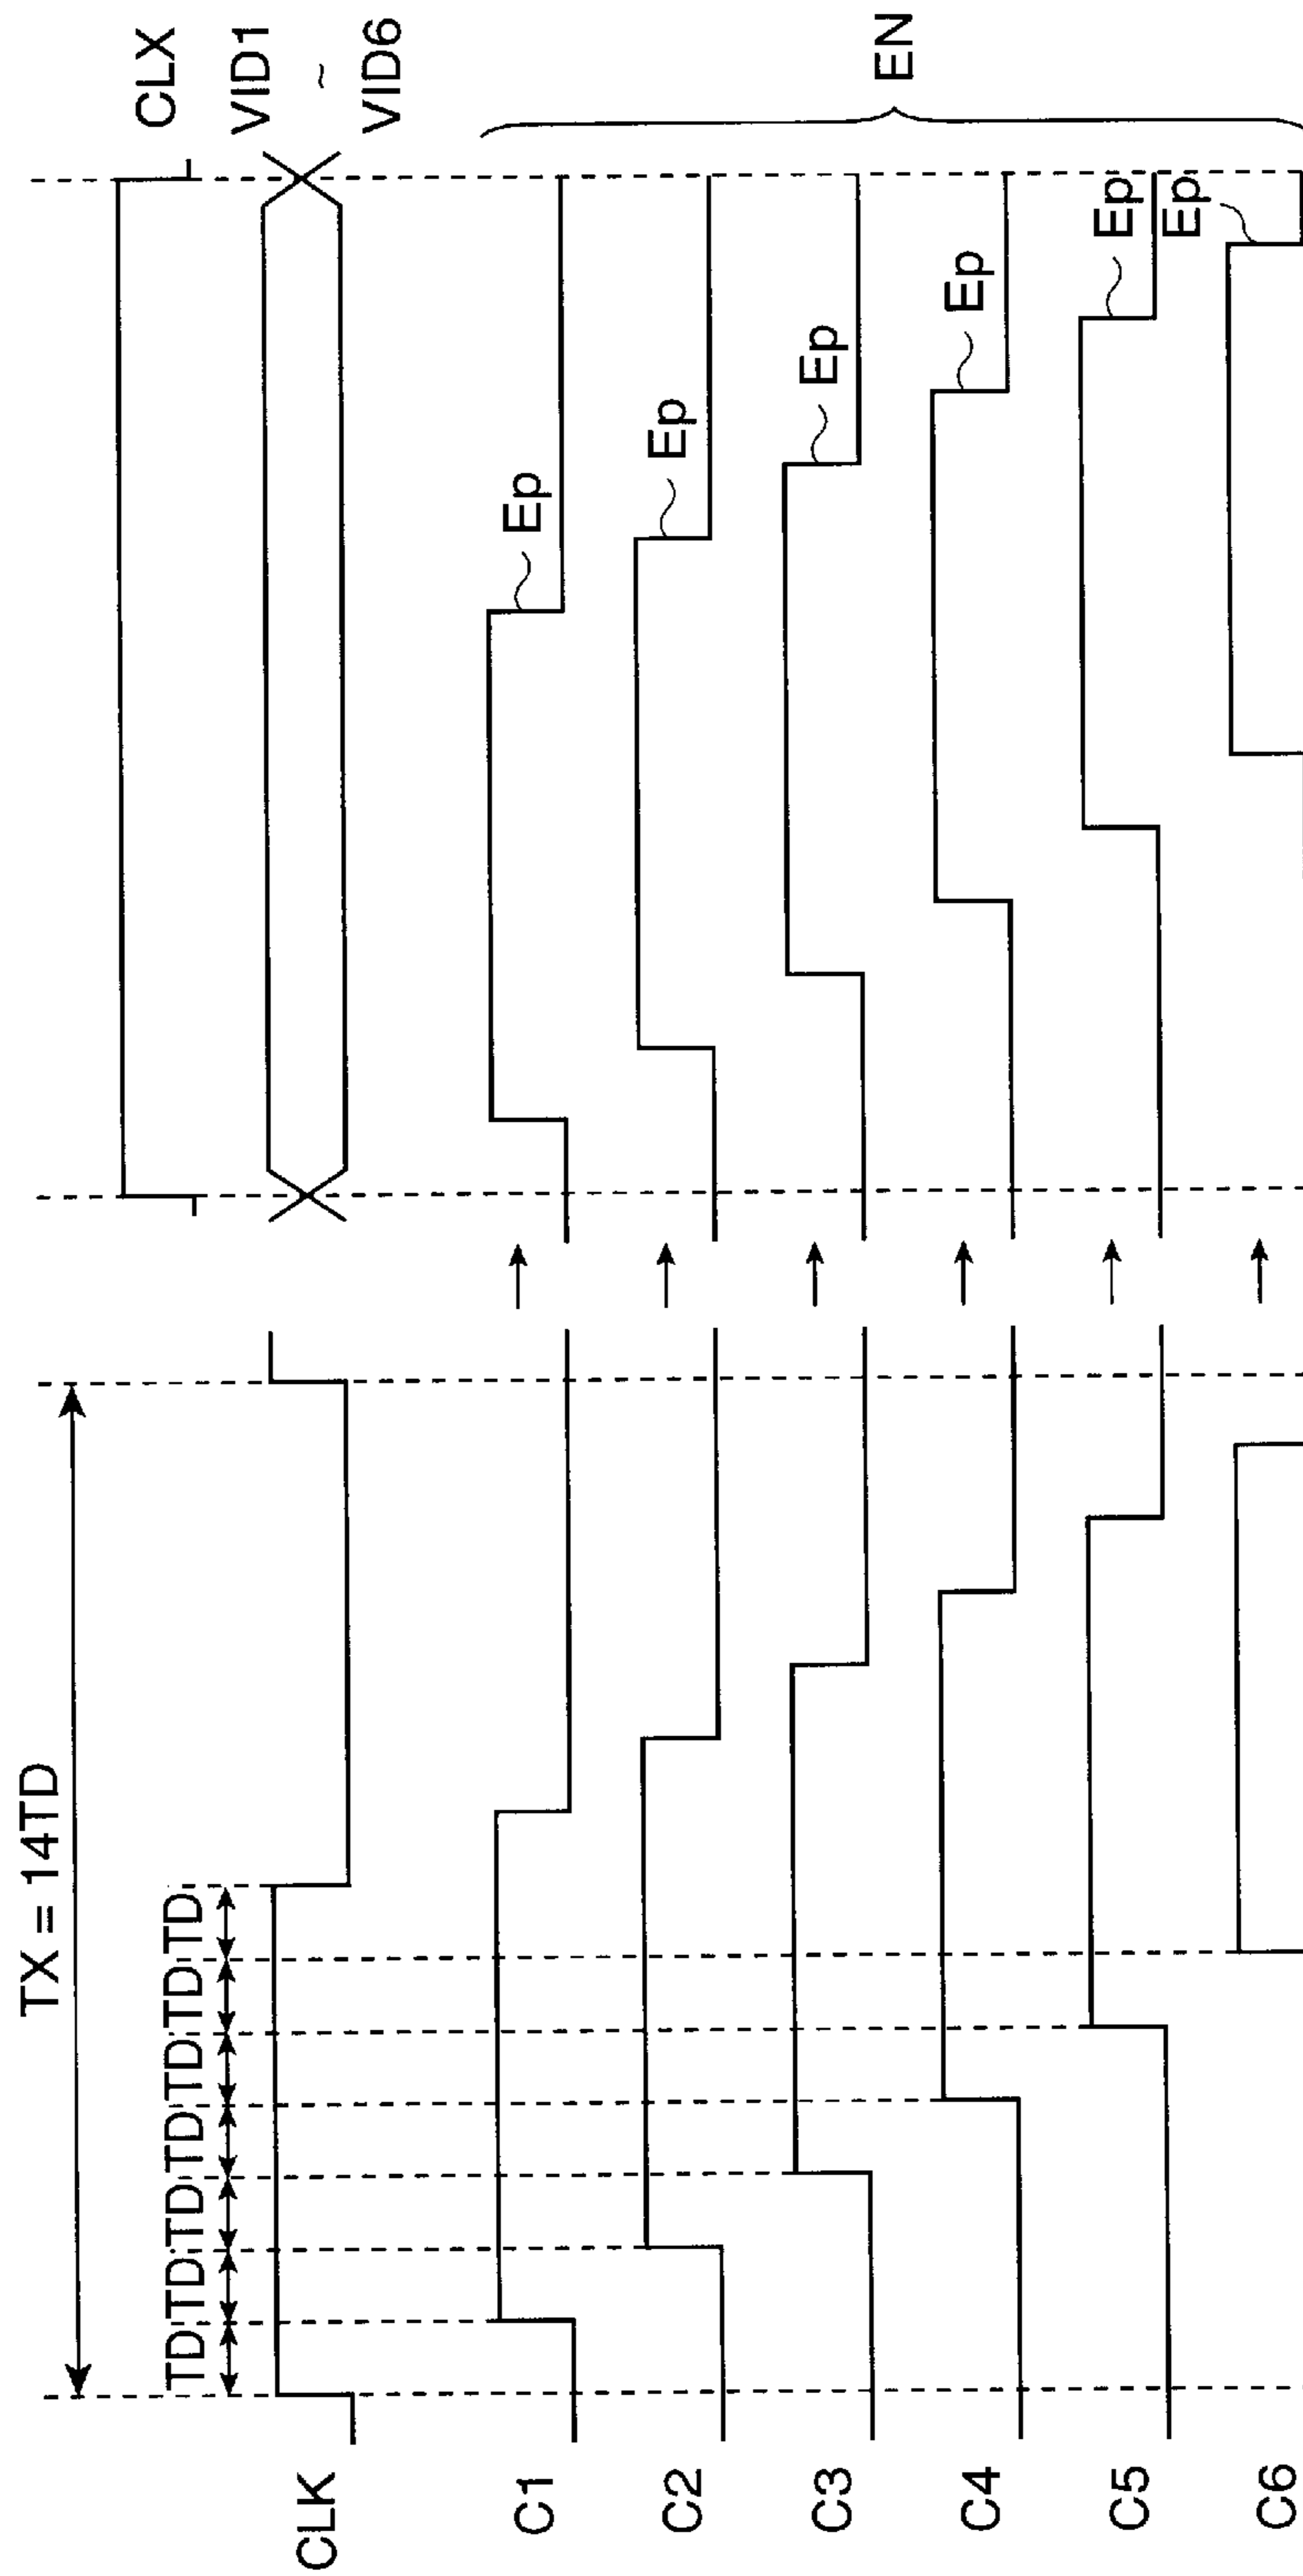 TX = 14TD
TD TD TD TD TD TD TD
CLK
CLX
VID1
~
VID6
C1
Ep
C2
Ep
C3
Ep
C4
Ep
C5
Ep
C6
Ep
EN